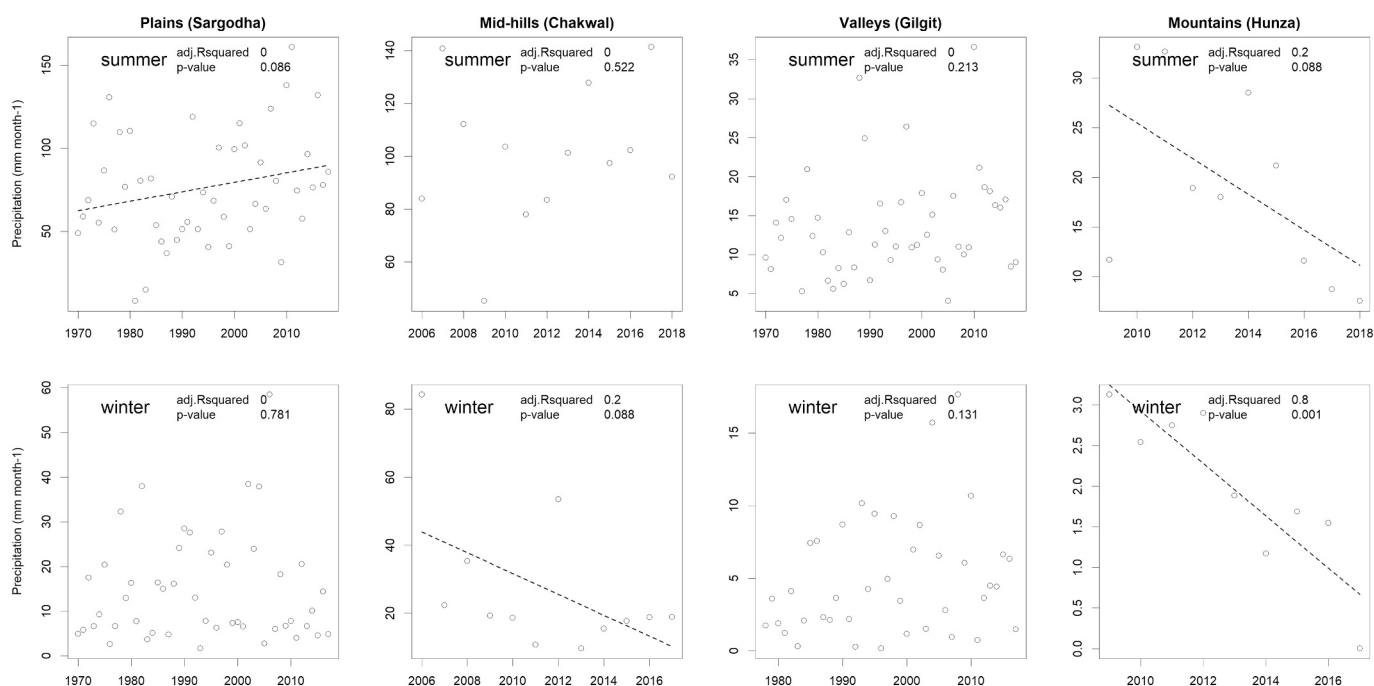 Plains (Sargodha)
Mid-hills (Chakwal)
Valleys (Gilgit)
Mountains (Hunza)
Precipitation (mm month-1)
summer
adj.Rsquared 0
p-value 0.086
150
100
50
1970 1980 1990 2000 2010
summer
adj.Rsquared 0
p-value 0.522
140
120
100
80
60
2006 2008 2010 2012 2014 2016 2018
summer
adj.Rsquared 0
p-value 0.213
35
30
25
20
15
10
5
1970 1980 1990 2000 2010
summer
adj.Rsquared 0.2
p-value 0.088
30
25
20
15
10
2010 2012 2014 2016 2018
Precipitation (mm month-1)
winter
adj.Rsquared 0
p-value 0.781
60
50
40
30
20
10
0
1970 1980 1990 2000 2010
winter
adj.Rsquared 0.2
p-value 0.088
80
60
40
20
2006 2008 2010 2012 2014 2016
winter
adj.Rsquared 0
p-value 0.131
15
10
5
0
1980 1990 2000 2010
winter
adj.Rsquared 0.8
p-value 0.001
3.0
2.5
2.0
1.5
1.0
0.5
0.0
2010 2012 2014 2016